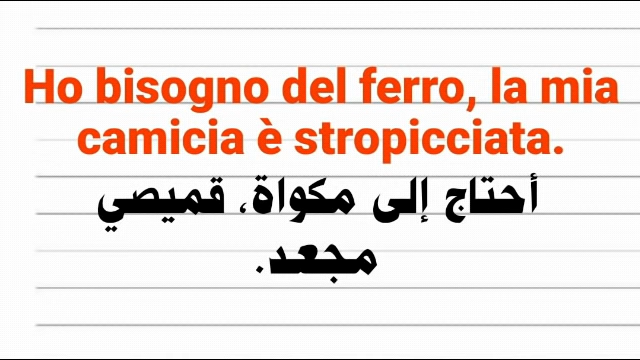 Ho bisogno del ferro, la mia
camicia è stropicciata.
أحتاج إلى مكواة، قميصي
مجعد.